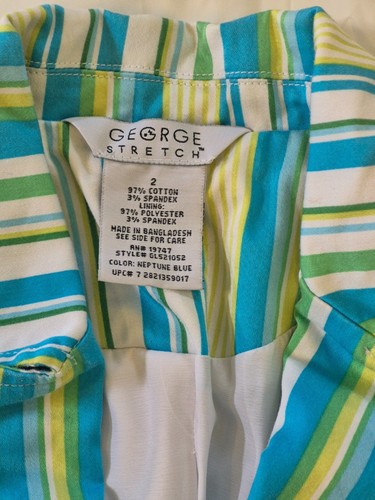 GEORGE
STRETCH™
2
97% COTTON
3% SPANDEX
LINING:
97% POLYESTER
3% SPANDEX
MADE IN BANGLADESH
SEE SIDE FOR CARE
RN# 19747
STYLE# GLS21052
COLOR: NEPTUNE BLUE
UPC# 7 2821359017